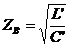 Z_B = √(L'/C')